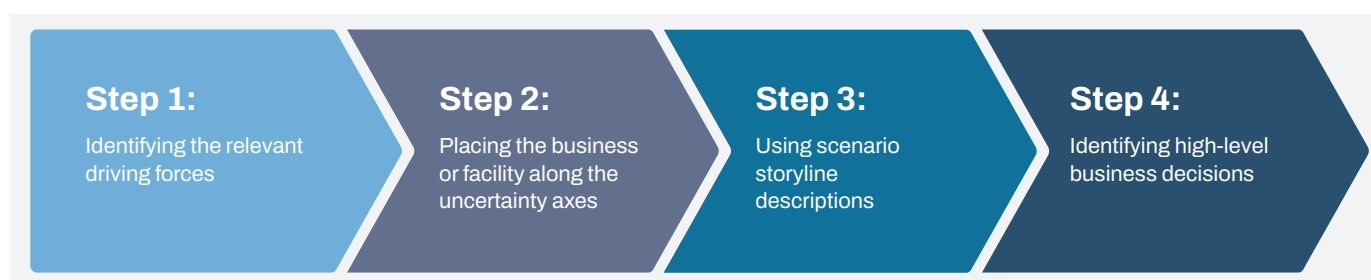 Step 1:
Identifying the relevant
driving forces
Step 2:
Placing the business
or facility along the
uncertainty axes
Step 3:
Using scenario
storyline
descriptions
Step 4:
Identifying high-level
business decisions